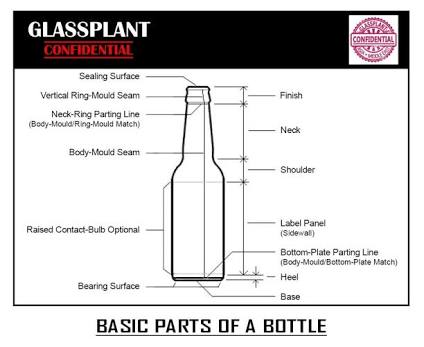 GLASSPLANT
CONFIDENTIAL
CONFIDENTIAL
Sealing Surface
Vertical Ring-Mould Seam
Finish
Neck-Ring Parting Line
(Body-Mould/Ring-Mould Match)
Neck
Body-Mould Seam
Shoulder
Raised Contact-Bulb Optional
Label Panel
(Sidewall)
Bottom-Plate Parting Line
(Body-Mould/Bottom-Plate Match)
Heel
Bearing Surface
Base
BASIC PARTS OF A BOTTLE